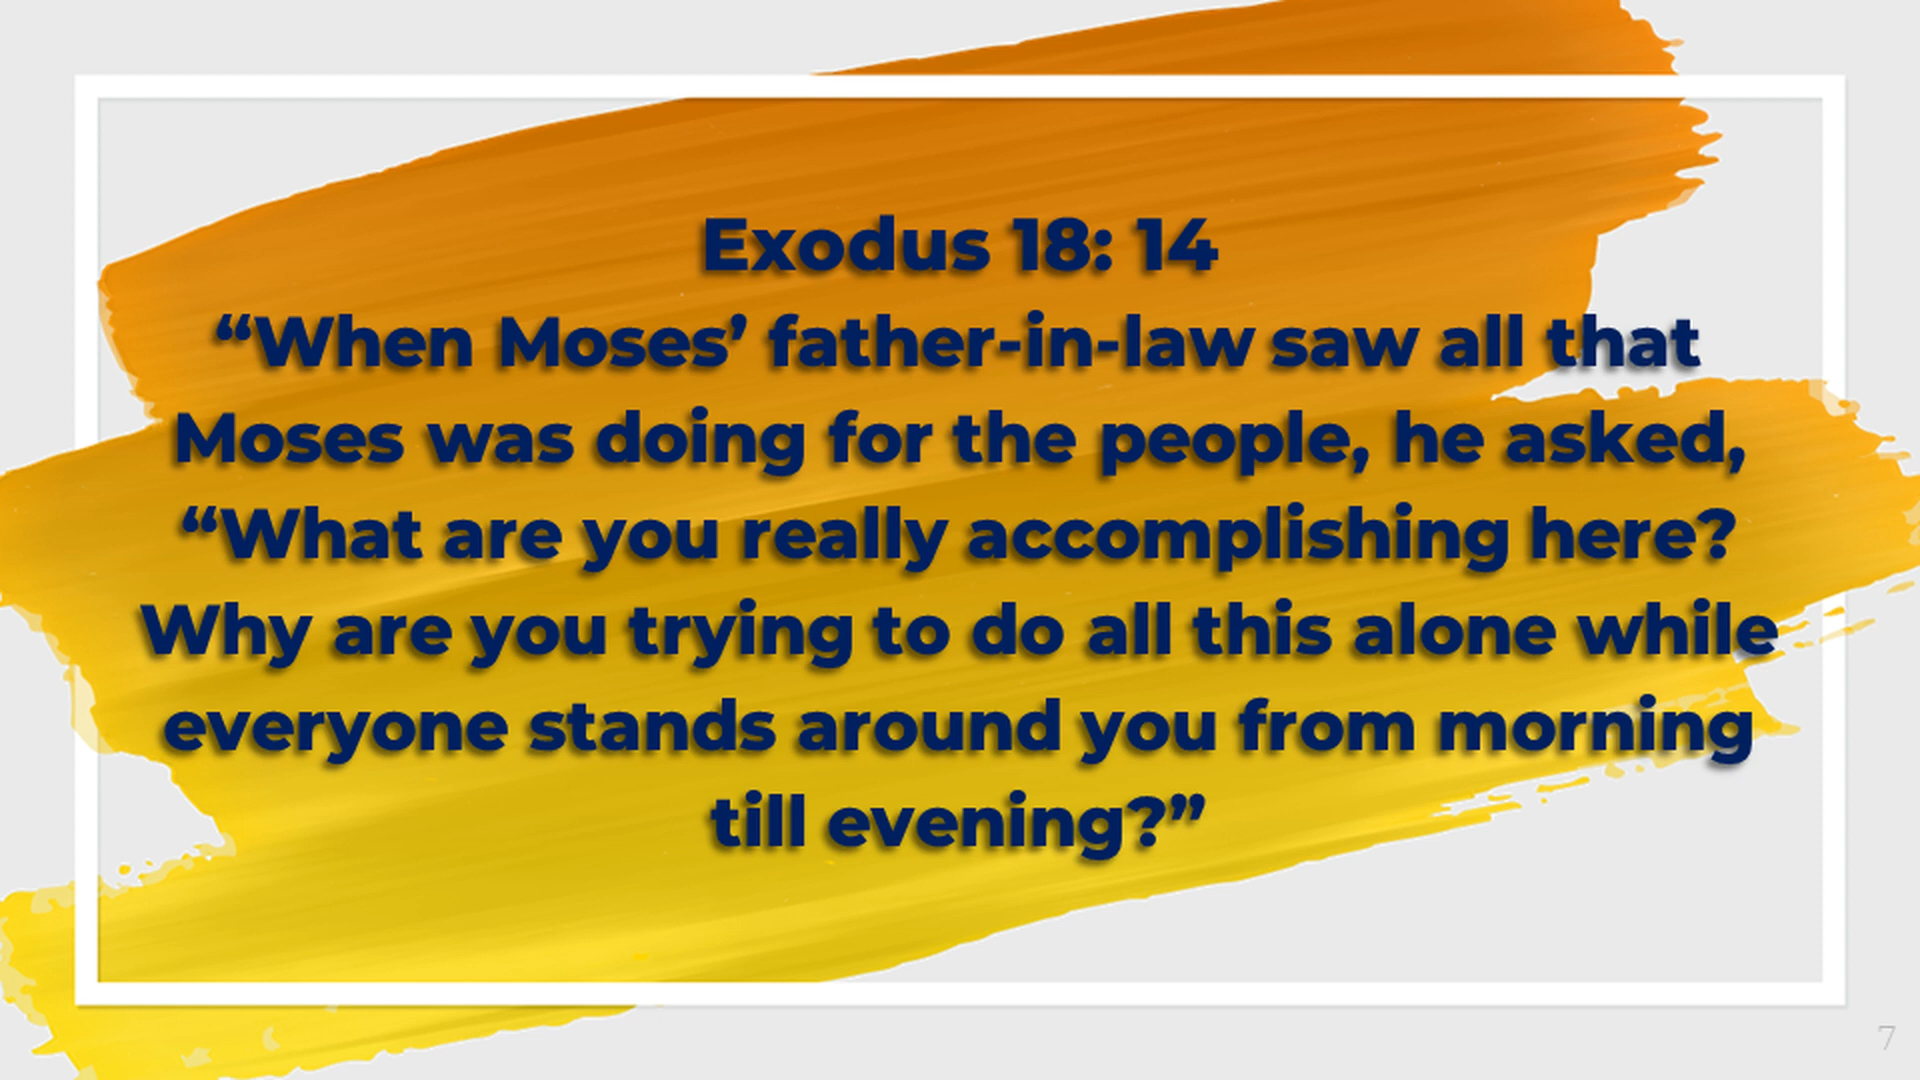 Exodus 18: 14
“When Moses’ father-in-law saw all that
Moses was doing for the people, he asked,
“What are you really accomplishing here?
Why are you trying to do all this alone while
everyone stands around you from morning
till evening?”
7